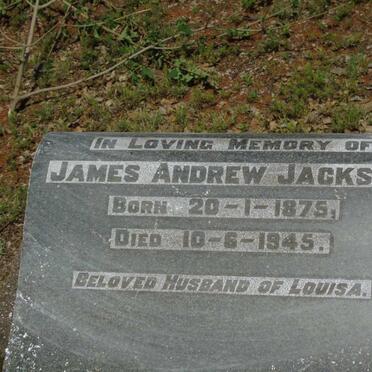 In Loving Memory of
James Andrew Jacks
Born 20-1-1875.
Died 10-6-1945.
Beloved Husband of Louisa.